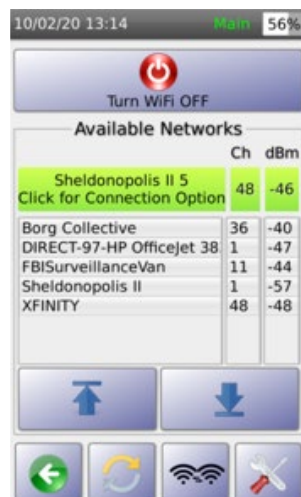 10/02/20 13:14 Main 56%
Turn WiFi OFF
Available Networks
Ch dBm
Sheldonopolis II 5
Click for Connection Option 48 -46
Borg Collective 36 -40
DIRECT-97-HP OfficeJet 38 1 -47
FBISurveillanceVan 11 -44
Sheldonopolis II 1 -57
XFINITY 48 -48